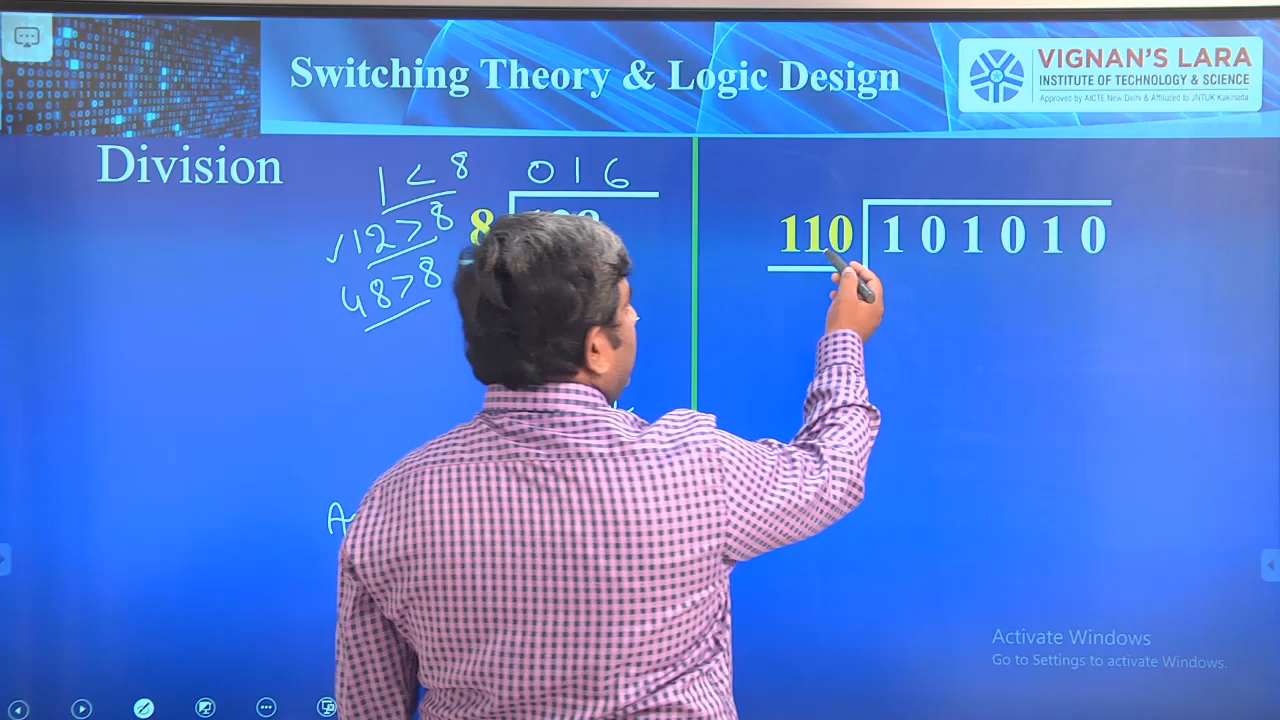 Switching Theory & Logic Design
VIGNAN'S LARA
INSTITUTE OF TECHNOLOGY & SCIENCE
Approved by AICTE New Delhi & Affiliated to JNTUK Kakinada
Division
1 < 8
12 > 8
48 > 8
0 1 6
8
110 1 0 1 0 1 0
Activate Windows
Go to Settings to activate Windows.